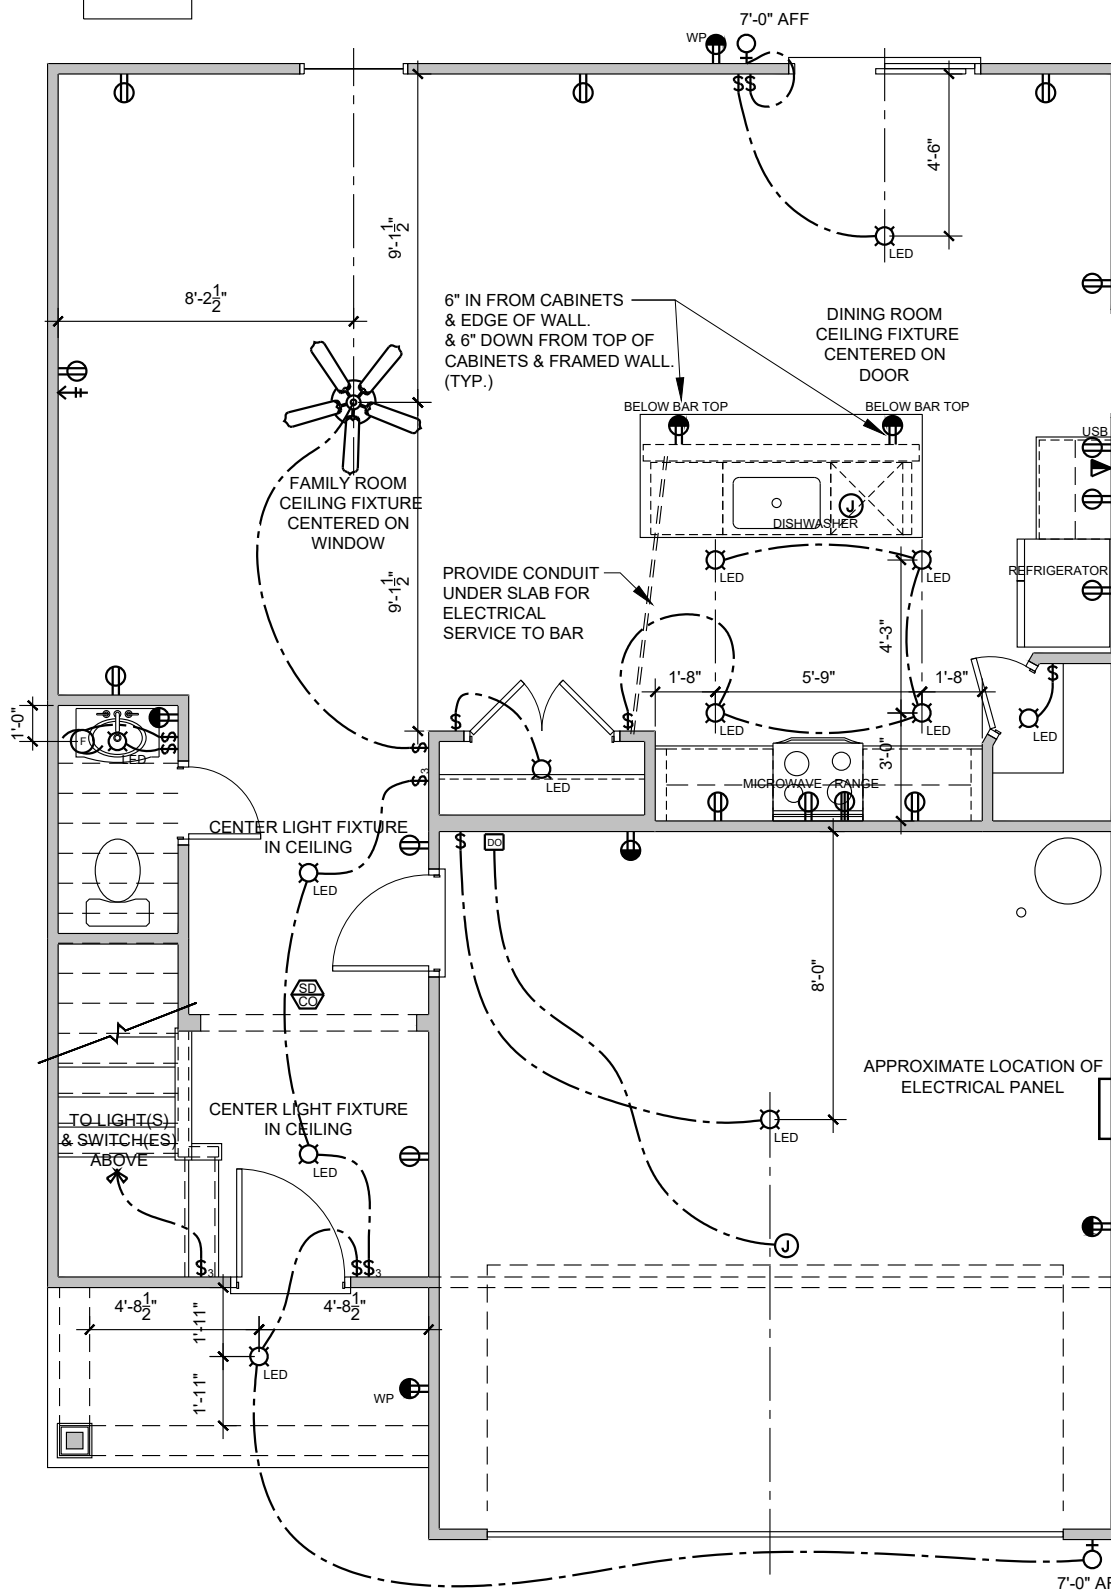 7'-0" AFF
WP
$$
4'-6"
LED
9'-1 1/2"
8'-2 1/2"
6" IN FROM CABINETS
& EDGE OF WALL.
& 6" DOWN FROM TOP OF
CABINETS & FRAMED WALL.
(TYP.)
DINING ROOM
CEILING FIXTURE
CENTERED ON
DOOR
BELOW BAR TOP
BELOW BAR TOP
USB
FAMILY ROOM
CEILING FIXTURE
CENTERED ON
WINDOW
J
DISHWASHER
LED
LED
REFRIGERATOR
PROVIDE CONDUIT
UNDER SLAB FOR
ELECTRICAL
SERVICE TO BAR
9'-1 1/2"
4'-3"
1'-8"
5'-9"
1'-8"
$
1'-0"
F
LED
$
$
$
$
LED
LED
LED
$
$3
3'-0"
LED
MICROWAVE
RANGE
CENTER LIGHT FIXTURE
IN CEILING
LED
$
DO
8'-0"
SD
CO
APPROXIMATE LOCATION OF
ELECTRICAL PANEL
TO LIGHT(S)
& SWITCH(ES)
ABOVE
CENTER LIGHT FIXTURE
IN CEILING
LED
LED
J
$3
$$3
4'-8 1/2"
4'-8 1/2"
1'-11"
LED
1'-11"
WP
7'-0" AF